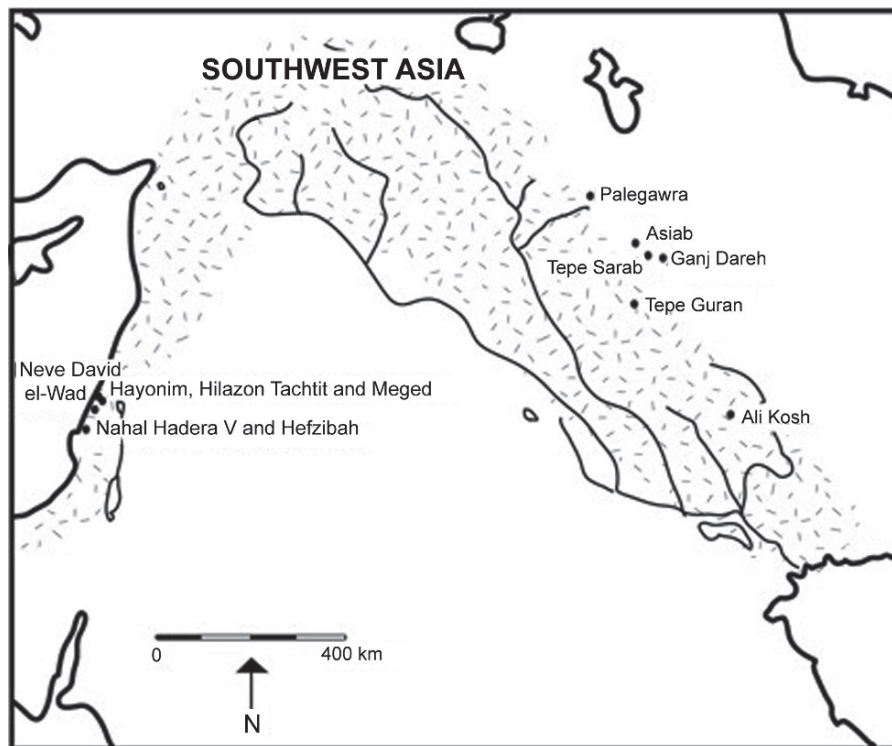 SOUTHWEST ASIA
Palegawra
Asiab
Tepe Sarab
Ganj Dareh
Tepe Guran
Neve David
el-Wad
Hayonim, Hilazon Tachtit and Meged
Ali Kosh
Nahal Hadera V and Hefzibah
0
400 km
N